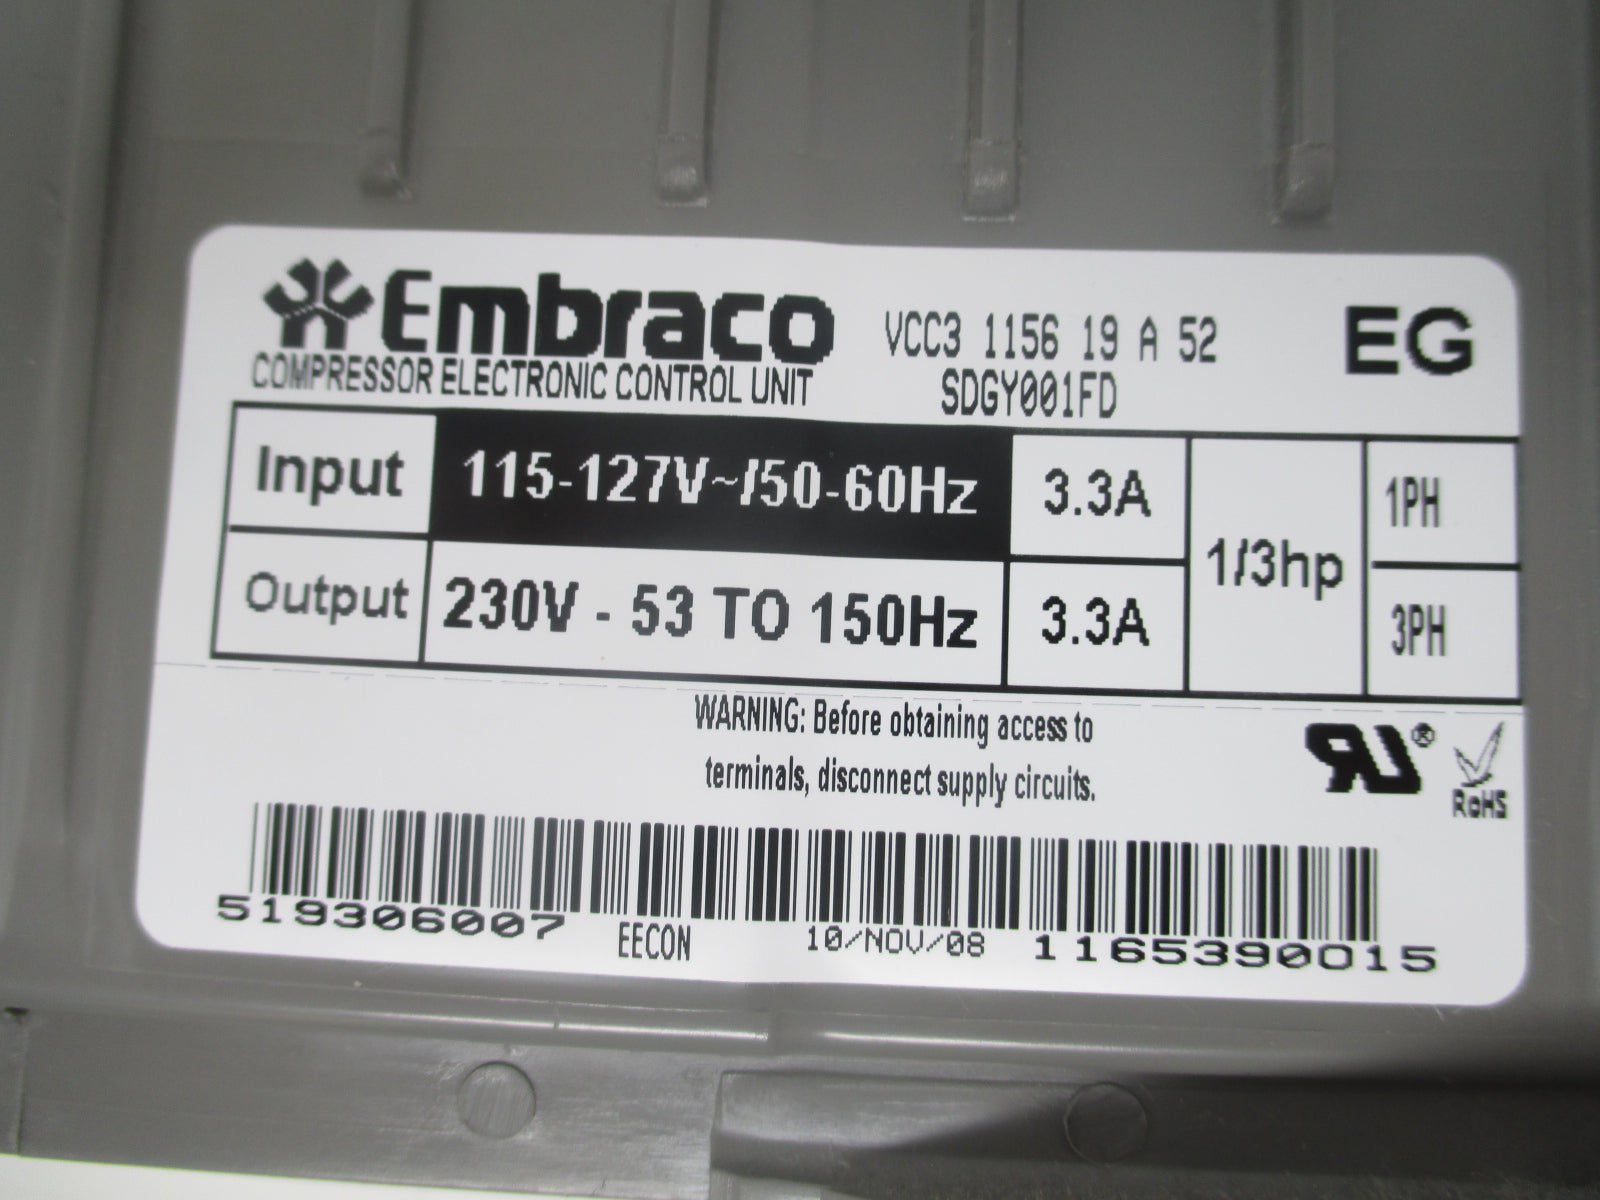 Embraco VCC3 1156 19 A 52 EG
COMPRESSOR ELECTRONIC CONTROL UNIT SDGY001FD
Input 115-127V~/50-60Hz 3.3A 1/3hp 1PH
Output 230V - 53 TO 150Hz 3.3A 3PH
WARNING: Before obtaining access to
terminals, disconnect supply circuits.
RU® RoHS
519306007 EECON 10/NOV/08 1165390015